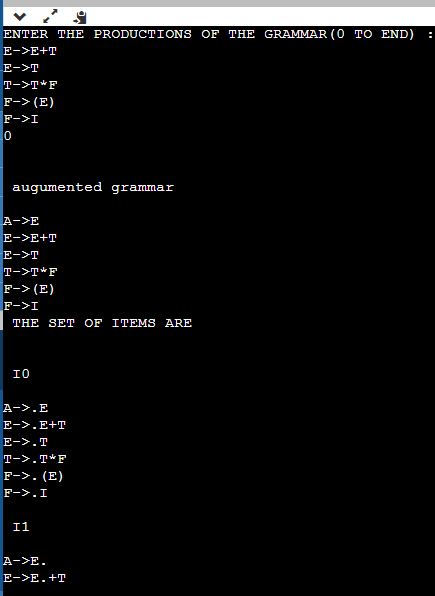 ENTER THE PRODUCTIONS OF THE GRAMMAR(0 TO END) :
E->E+T
E->T
T->T*F
F->(E)
F->I
0
augumented grammar
A->E
E->E+T
E->T
T->T*F
F->(E)
F->I
THE SET OF ITEMS ARE
I0
A->.E
E->.E+T
E->.T
T->.T*F
F->.(E)
F->.I
I1
A->E.
E->E.+T